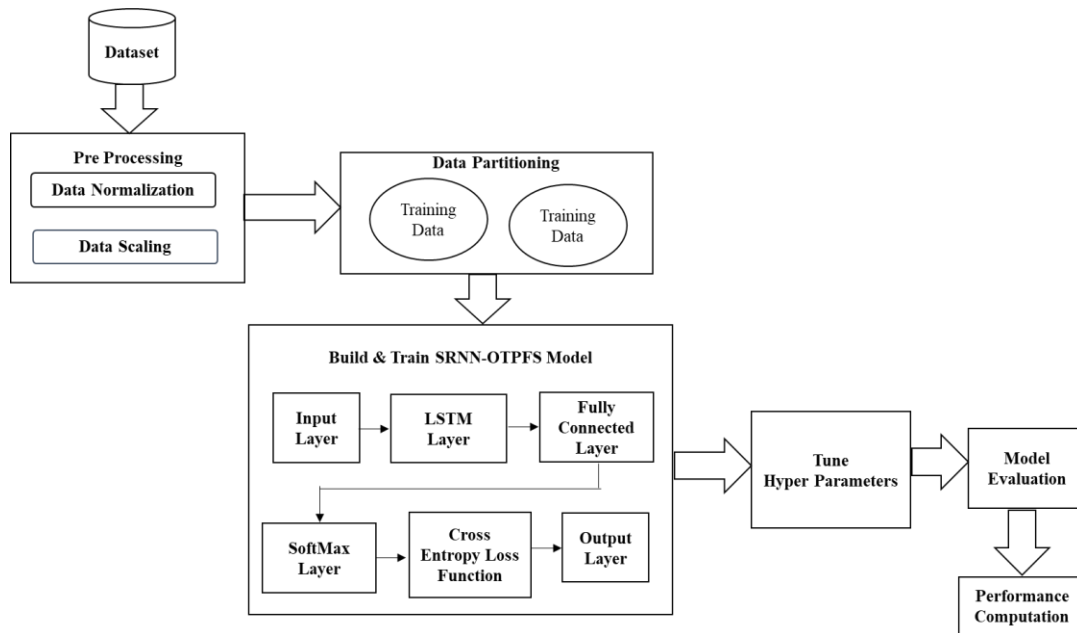 Dataset
Pre Processing
Data Normalization
Data Scaling
Data Partitioning
Training
Data
Training
Data
Build & Train SRNN-OTPFS Model
Input
Layer
LSTM
Layer
Fully
Connected
Layer
SoftMax
Layer
Cross
Entropy Loss
Function
Output
Layer
Tune
Hyper Parameters
Model
Evaluation
Performance
Computation